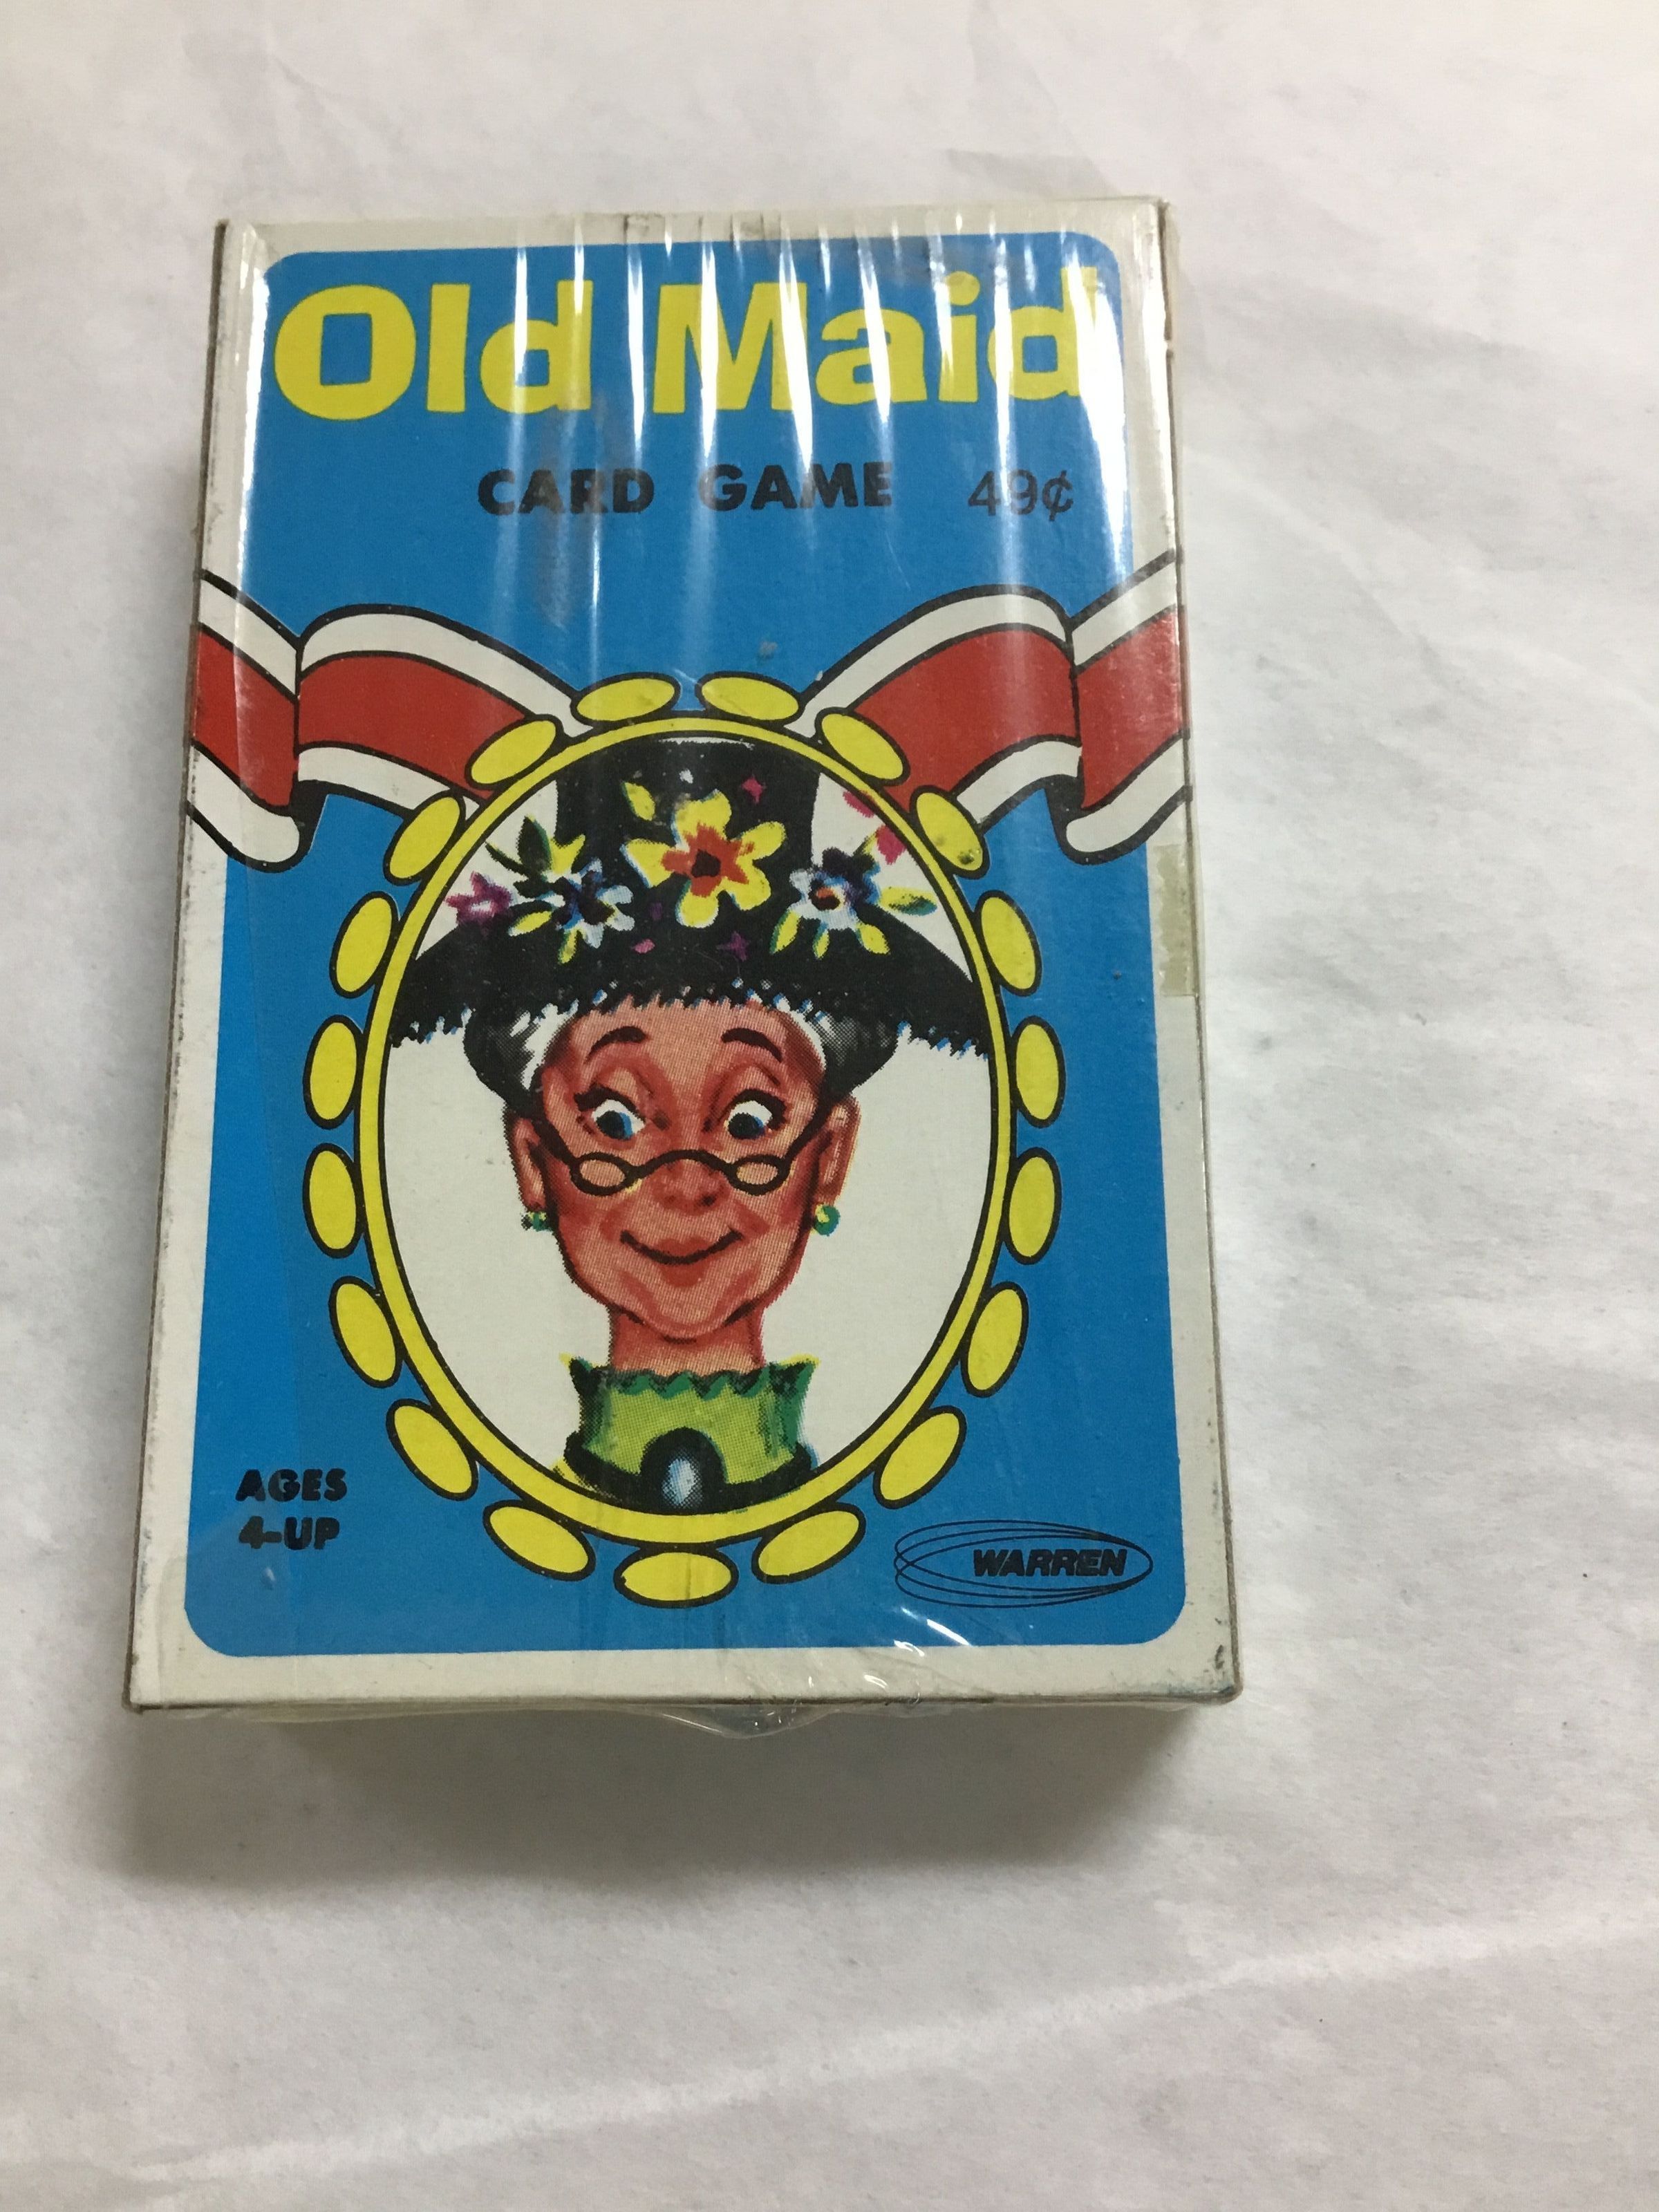 Old Maid
CARD GAME 49¢
AGES
4-UP
WARREN